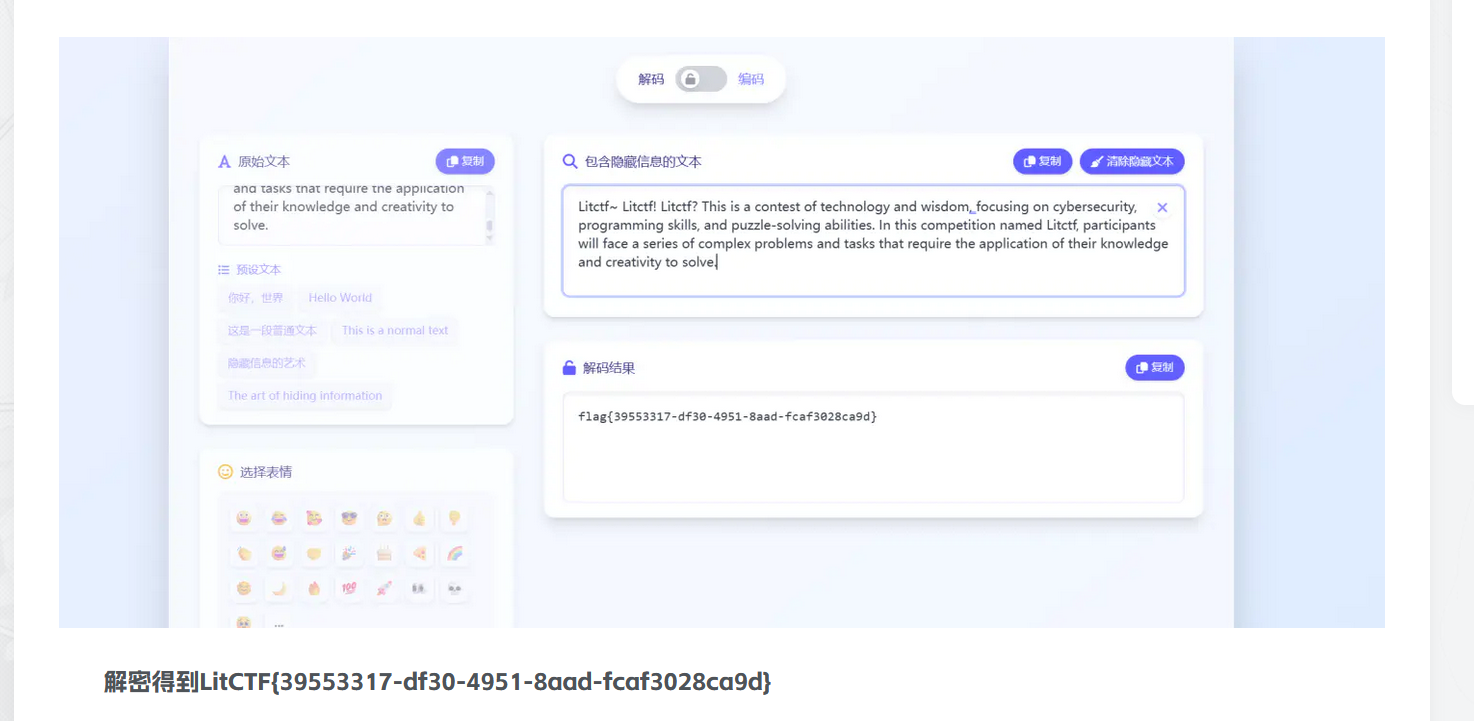 解码 编码
原始文本 复制
and tasks that require the application
of their knowledge and creativity to
solve.
预设文本
你好，世界 Hello World
这是一段普通文本 This is a normal text
隐藏信息的艺术
The art of hiding information
选择表情
💯
...
包含隐藏信息的文本 复制 清除隐藏文本
Litctf~ Litctf! Litctf? This is a contest of technology and wisdom, focusing on cybersecurity,
programming skills, and puzzle-solving abilities. In this competition named Litctf, participants
will face a series of complex problems and tasks that require the application of their knowledge
and creativity to solve.
解码结果 复制
flag{39553317-df30-4951-8aad-fcaf3028ca9d}
解密得到LitCTF{39553317-df30-4951-8aad-fcaf3028ca9d}